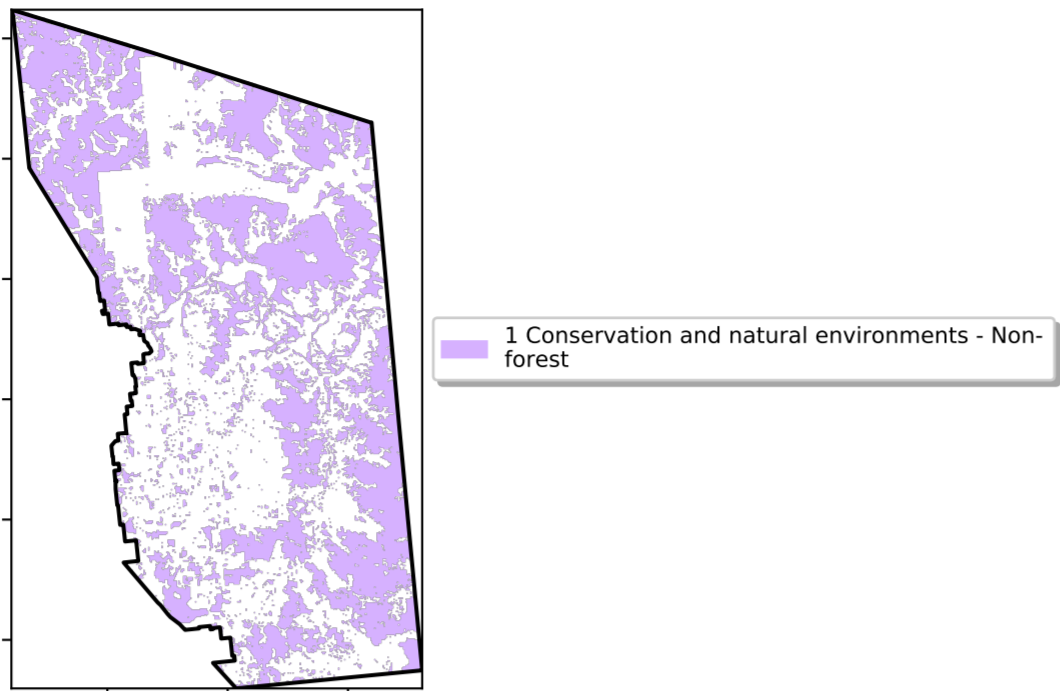 1 Conservation and natural environments - Non-
forest